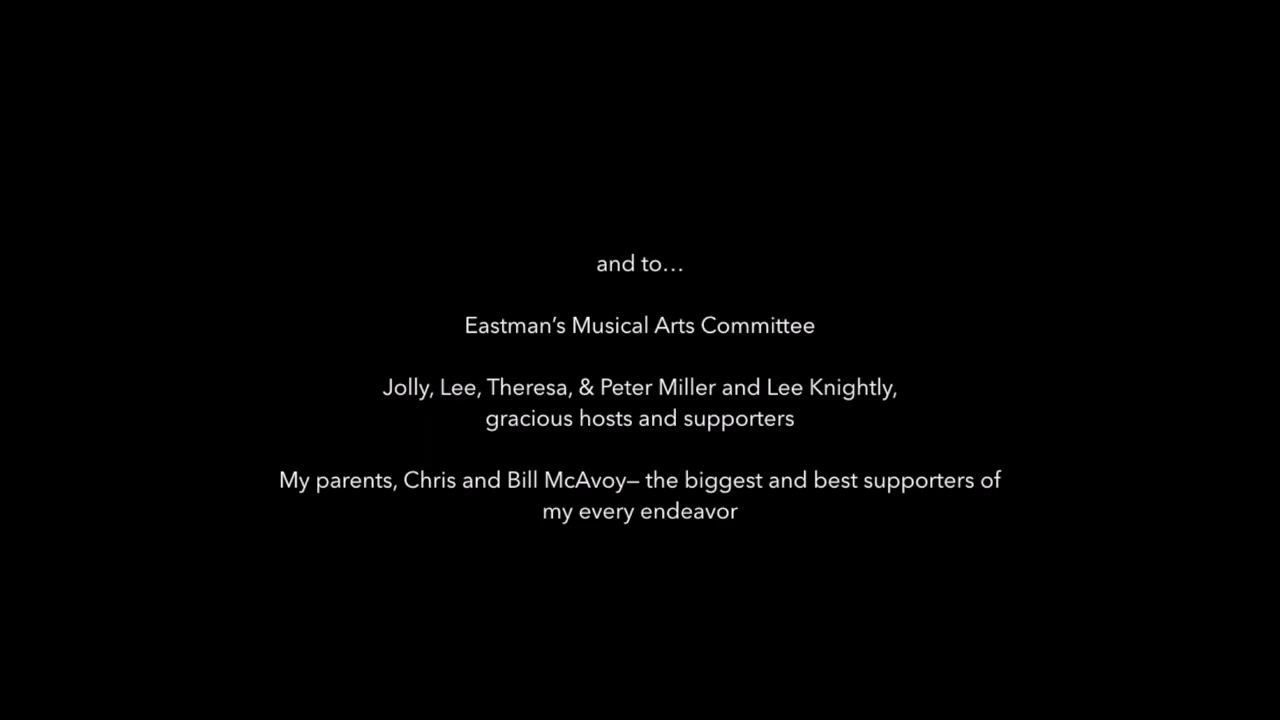 and to…
Eastman’s Musical Arts Committee
Jolly, Lee, Theresa, & Peter Miller and Lee Knightly,
gracious hosts and supporters
My parents, Chris and Bill McAvoy– the biggest and best supporters of
my every endeavor